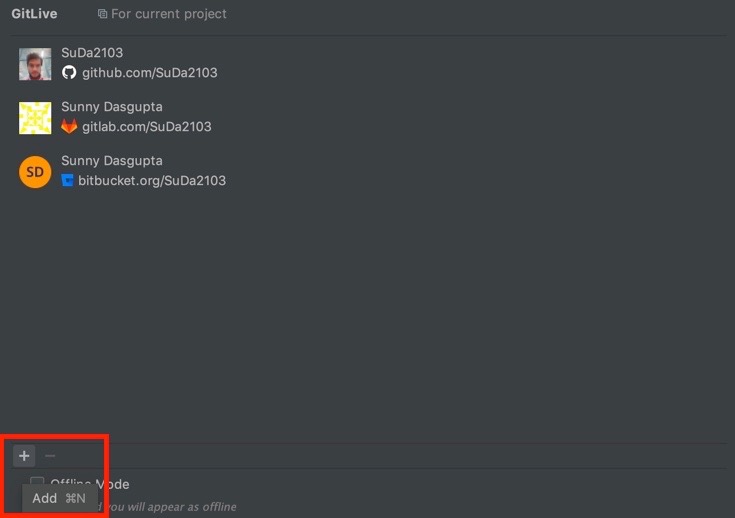 GitLive For current project
SuDa2103
github.com/SuDa2103
Sunny Dasgupta
gitlab.com/SuDa2103
Sunny Dasgupta
SD
bitbucket.org/SuDa2103
Offline Mode
Add ⌘N
you will appear as offline